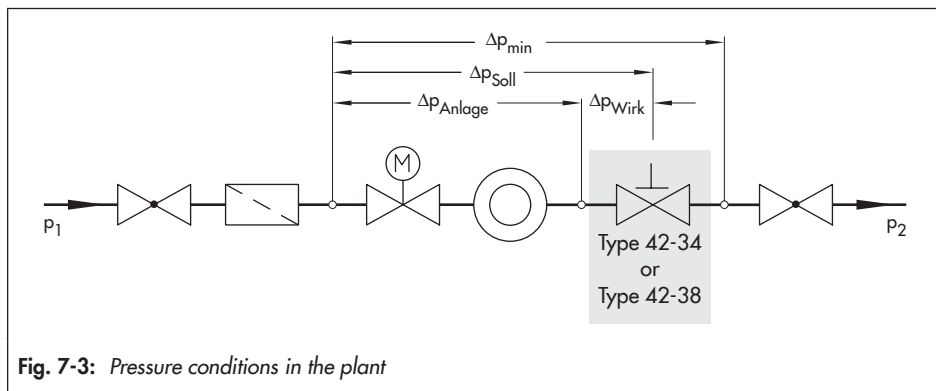 Δpmin
ΔpSoll
ΔpAnlage ΔpWirk
M
p1 p2
Type 42-34
or
Type 42-38
Fig. 7-3: Pressure conditions in the plant